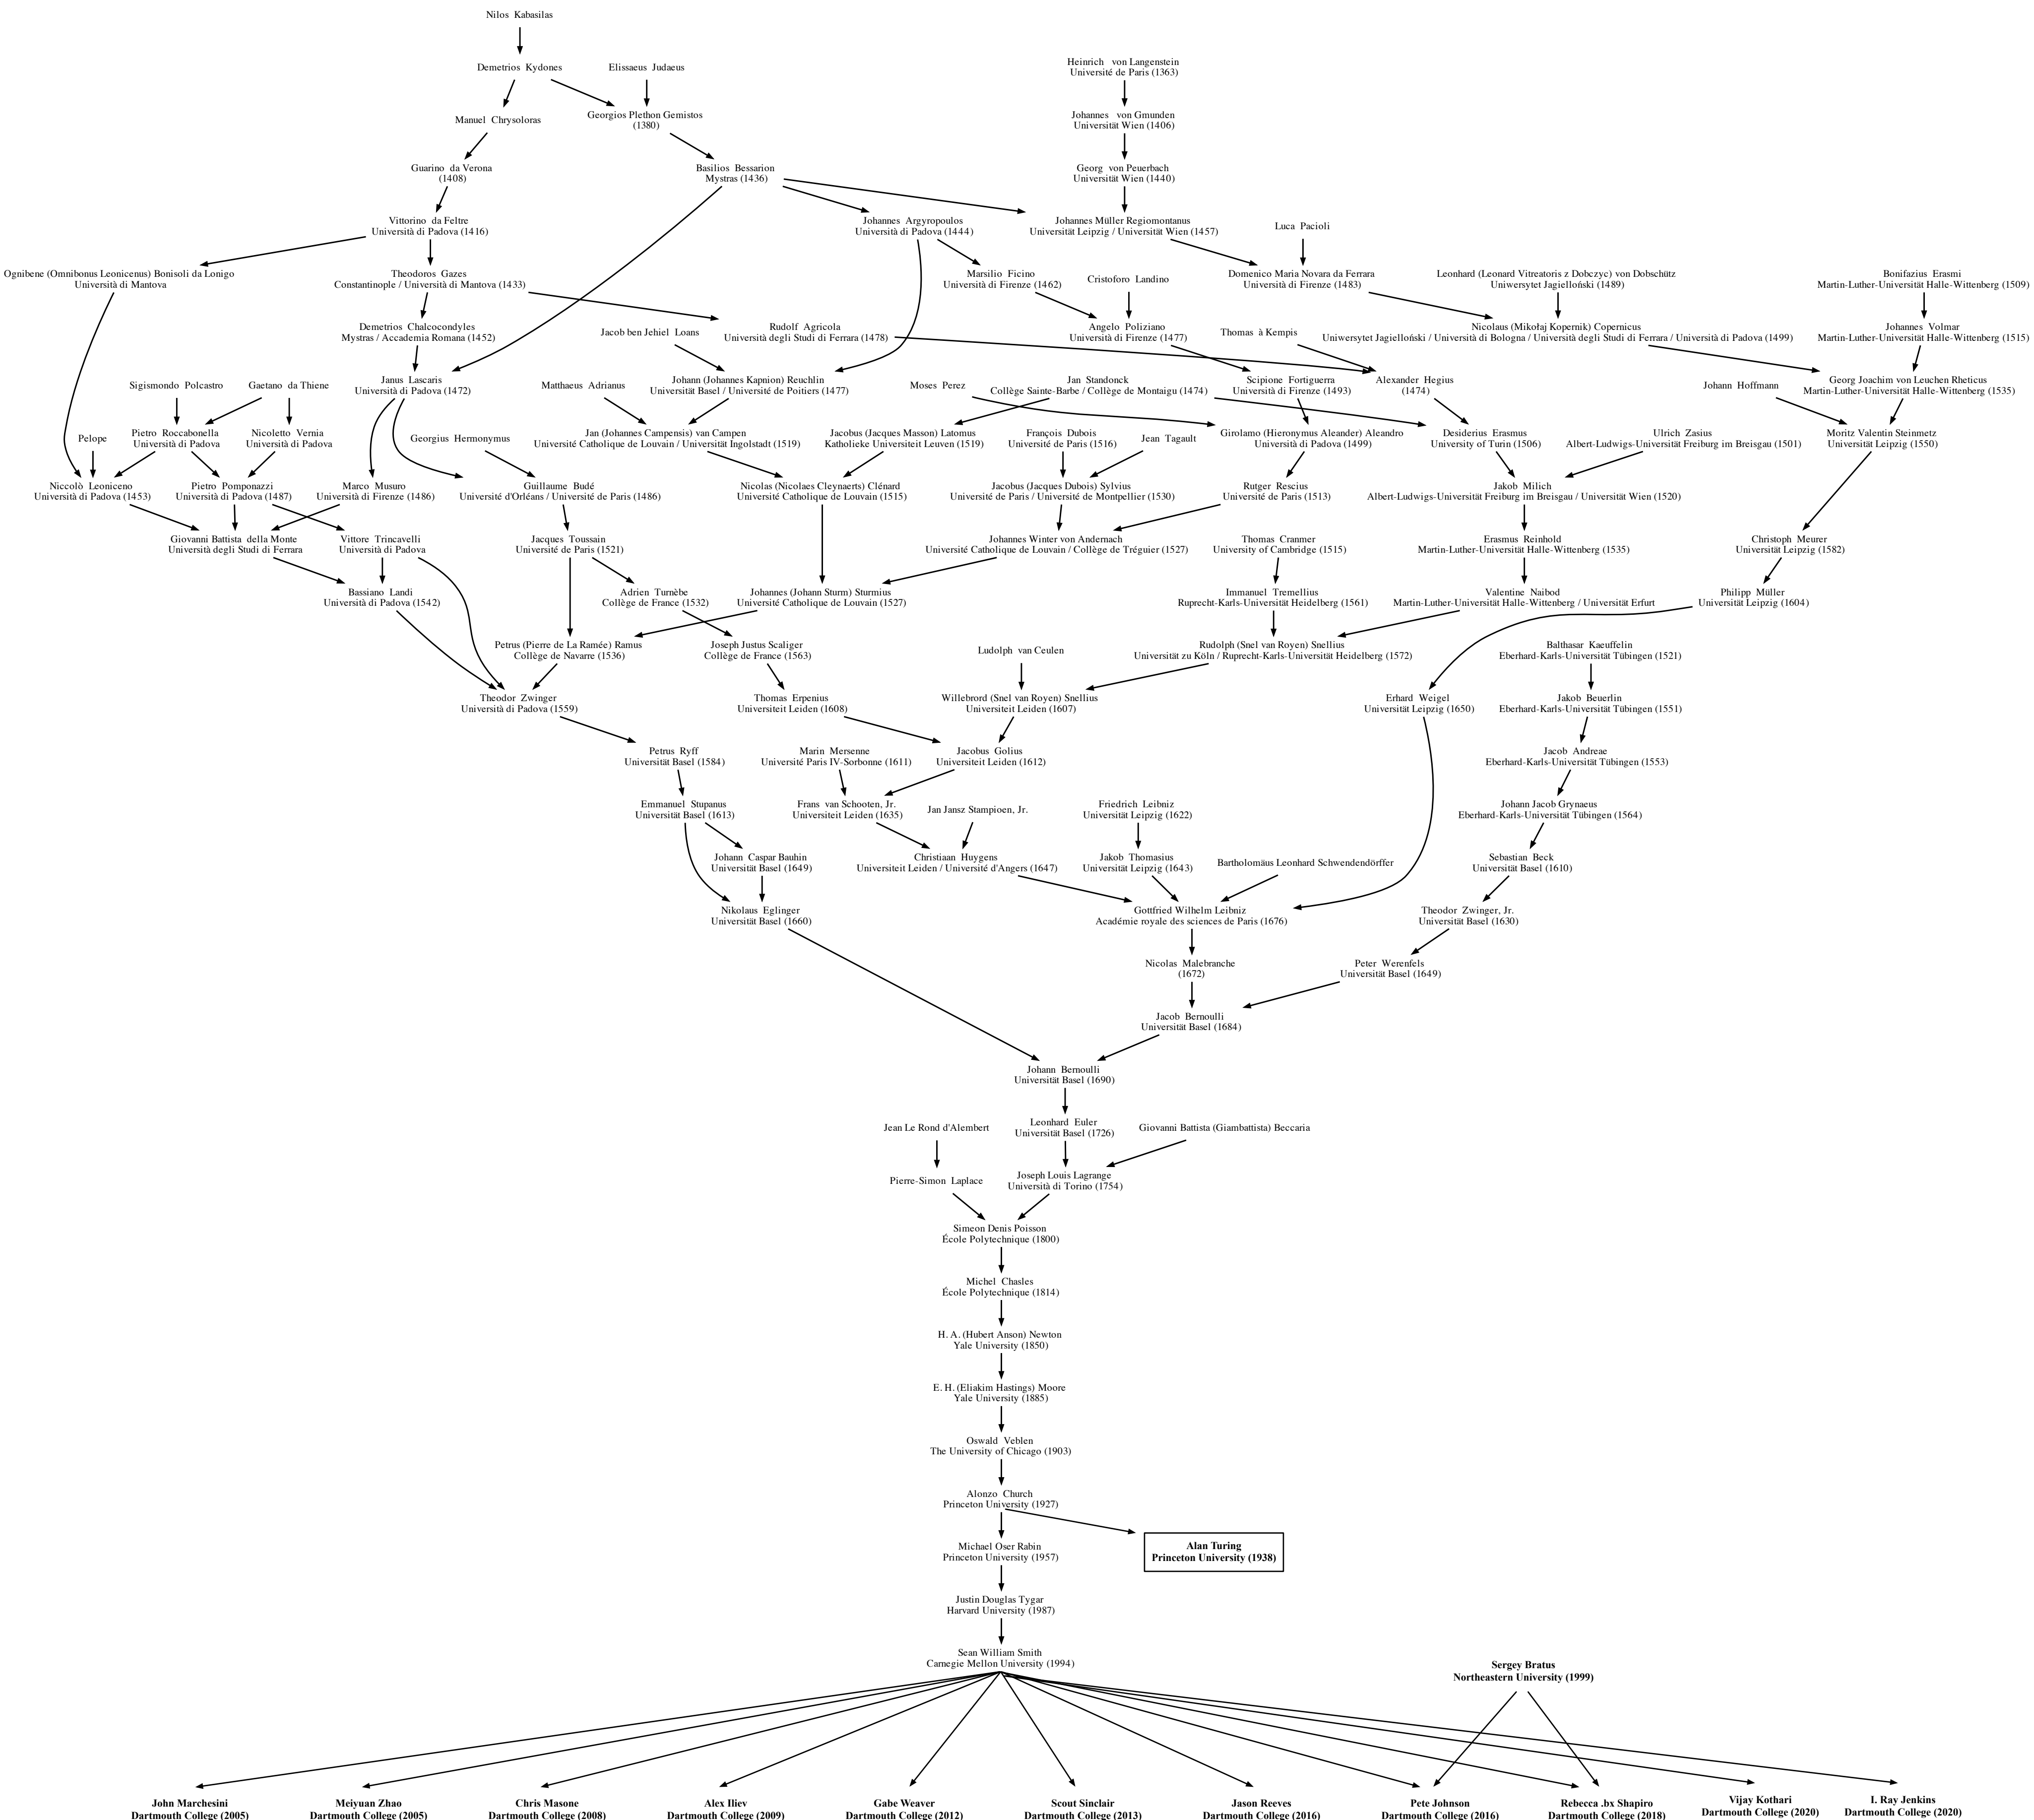 Nilos Kabasilas
Demetrios Kydones
Elissaeus Judaeus
Heinrich von Langenstein
Université de Paris (1363)
Manuel Chrysoloras
Georgios Plethon Gemistos
(1380)
Johannes von Gmunden
Universität Wien (1406)
Guarino da Verona
(1408)
Basilios Bessarion
Mystras (1436)
Georg von Peuerbach
Universität Wien (1440)
Vittorino da Feltre
Università di Padova (1416)
Johannes Argyropoulos
Università di Padova (1444)
Johannes Müller Regiomontanus
Universität Leipzig / Universität Wien (1457)
Luca Pacioli
Ognibene (Omnibonus Leonicenus) Bonisoli da Lonigo
Università di Mantova
Theodoros Gazes
Constantinople / Università di Mantova (1433)
Marsilio Ficino
Università di Firenze (1462)
Cristoforo Landino
Domenico Maria Novara da Ferrara
Università di Firenze (1483)
Leonhard (Leonard Vitreatoris z Dobczyc) von Dobschütz
Uniwersytet Jagielloński (1489)
Bonifazius Erasmi
Martin-Luther-Universität Halle-Wittenberg (1509)
Demetrios Chalcocondyles
Mystras / Accademia Romana (1452)
Jacob ben Jehiel Loans
Rudolf Agricola
Università degli Studi di Ferrara (1478)
Angelo Poliziano
Università di Firenze (1477)
Thomas à Kempis
Nicolaus (Mikołaj Kopernik) Copernicus
Uniwersytet Jagielloński / Università di Bologna / Università degli Studi di Ferrara / Università di Padova (1499)
Johannes Volmar
Martin-Luther-Universität Halle-Wittenberg (1515)
Sigismondo Polcastro
Gaetano da Thiene
Janus Lascaris
Università di Padova (1472)
Matthaeus Adrianus
Johann (Johannes Kapnion) Reuchlin
Universität Basel / Université de Poitiers (1477)
Moses Perez
Jan Standonck
Collège Sainte-Barbe / Collège de Montaigu (1474)
Scipione Fortiguerra
Università di Firenze (1493)
Alexander Hegius
(1474)
Johann Hoffmann
Georg Joachim von Leuchen Rheticus
Martin-Luther-Universität Halle-Wittenberg (1535)
Pelope
Pietro Roccabonella
Università di Padova
Nicoletto Vernia
Università di Padova
Georgius Hermonymus
Jan (Johannes Campensis) van Campen
Université Catholique de Louvain / Universität Ingolstadt (1519)
Jacobus (Jacques Masson) Latomus
Katholieke Universiteit Leuven (1519)
François Dubois
Université de Paris (1516)
Jean Tagault
Girolamo (Hieronymus Aleander) Aleandro
Università di Padova (1499)
Desiderius Erasmus
University of Turin (1506)
Ulrich Zasius
Albert-Ludwigs-Universität Freiburg im Breisgau (1501)
Moritz Valentin Steinmetz
Universität Leipzig (1550)
Niccolò Leoniceno
Università di Padova (1453)
Pietro Pomponazzi
Università di Padova (1487)
Marco Musuro
Università di Firenze (1486)
Guillaume Budé
Université d'Orléans / Université de Paris (1486)
Nicolas (Nicolaes Cleynaerts) Clénard
Université Catholique de Louvain (1515)
Jacobus (Jacques Dubois) Sylvius
Université de Paris / Université de Montpellier (1530)
Rutger Rescius
Université de Paris (1513)
Jakob Milich
Albert-Ludwigs-Universität Freiburg im Breisgau / Universität Wien (1520)
Giovanni Battista della Monte
Università degli Studi di Ferrara
Vittore Trincavelli
Università di Padova
Jacques Toussain
Université de Paris (1521)
Johannes Winter von Andernach
Université Catholique de Louvain / Collège de Tréguier (1527)
Thomas Cranmer
University of Cambridge (1515)
Erasmus Reinhold
Martin-Luther-Universität Halle-Wittenberg (1535)
Christoph Meurer
Universität Leipzig (1582)
Bassiano Landi
Università di Padova (1542)
Adrien Turnèbe
Collège de France (1532)
Johannes (Johann Sturm) Sturmius
Université Catholique de Louvain (1527)
Immanuel Tremellius
Ruprecht-Karls-Universität Heidelberg (1561)
Valentine Naibod
Martin-Luther-Universität Halle-Wittenberg / Universität Erfurt
Philipp Müller
Universität Leipzig (1604)
Petrus (Pierre de La Ramée) Ramus
Collège de Navarre (1536)
Joseph Justus Scaliger
Collège de France (1563)
Ludolph van Ceulen
Rudolph (Snel van Royen) Snellius
Universität zu Köln / Ruprecht-Karls-Universität Heidelberg (1572)
Balthasar Kaeuffelin
Eberhard-Karls-Universität Tübingen (1521)
Theodor Zwinger
Università di Padova (1559)
Thomas Erpenius
Universiteit Leiden (1608)
Willebrord (Snel van Royen) Snellius
Universiteit Leiden (1607)
Erhard Weigel
Universität Leipzig (1650)
Jakob Beuerlin
Eberhard-Karls-Universität Tübingen (1551)
Petrus Ryff
Universität Basel (1584)
Marin Mersenne
Université Paris IV-Sorbonne (1611)
Jacobus Golius
Universiteit Leiden (1612)
Jacob Andreae
Eberhard-Karls-Universität Tübingen (1553)
Emmanuel Stupanus
Universität Basel (1613)
Frans van Schooten, Jr.
Universiteit Leiden (1635)
Jan Jansz Stampioen, Jr.
Friedrich Leibniz
Universität Leipzig (1622)
Johann Jacob Grynaeus
Eberhard-Karls-Universität Tübingen (1564)
Johann Caspar Bauhin
Universität Basel (1649)
Christiaan Huygens
Universiteit Leiden / Université d'Angers (1647)
Jakob Thomasius
Universität Leipzig (1643)
Bartholomäus Leonhard Schwendendörffer
Sebastian Beck
Universität Basel (1610)
Nikolaus Eglinger
Universität Basel (1660)
Gottfried Wilhelm Leibniz
Académie royale des sciences de Paris (1676)
Theodor Zwinger, Jr.
Universität Basel (1630)
Nicolas Malebranche
(1672)
Peter Werenfels
Universität Basel (1649)
Jacob Bernoulli
Universität Basel (1684)
Johann Bernoulli
Universität Basel (1690)
Jean Le Rond d'Alembert
Leonhard Euler
Universität Basel (1726)
Giovanni Battista (Giambattista) Beccaria
Pierre-Simon Laplace
Joseph Louis Lagrange
Università di Torino (1754)
Simeon Denis Poisson
École Polytechnique (1800)
Michel Chasles
École Polytechnique (1814)
H. A. (Hubert Anson) Newton
Yale University (1850)
E. H. (Eliakim Hastings) Moore
Yale University (1885)
Oswald Veblen
The University of Chicago (1903)
Alonzo Church
Princeton University (1927)
Michael Oser Rabin
Princeton University (1957)
Alan Turing
Princeton University (1938)
Justin Douglas Tygar
Harvard University (1987)
Sean William Smith
Carnegie Mellon University (1994)
Sergey Bratus
Northeastern University (1999)
John Marchesini
Dartmouth College (2005)
Meiyuan Zhao
Dartmouth College (2005)
Chris Masone
Dartmouth College (2008)
Alex Iliev
Dartmouth College (2009)
Gabe Weaver
Dartmouth College (2012)
Scout Sinclair
Dartmouth College (2013)
Jason Reeves
Dartmouth College (2016)
Pete Johnson
Dartmouth College (2016)
Rebecca .bx Shapiro
Dartmouth College (2018)
Vijay Kothari
Dartmouth College (2020)
I. Ray Jenkins
Dartmouth College (2020)